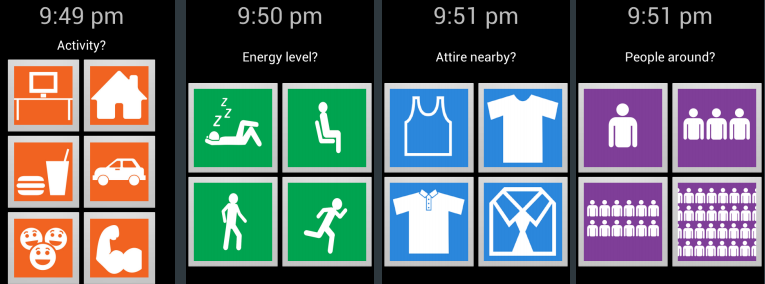 9:49 pm
Activity?
9:50 pm
Energy level?
z
z
z
9:51 pm
Attire nearby?
9:51 pm
People around?